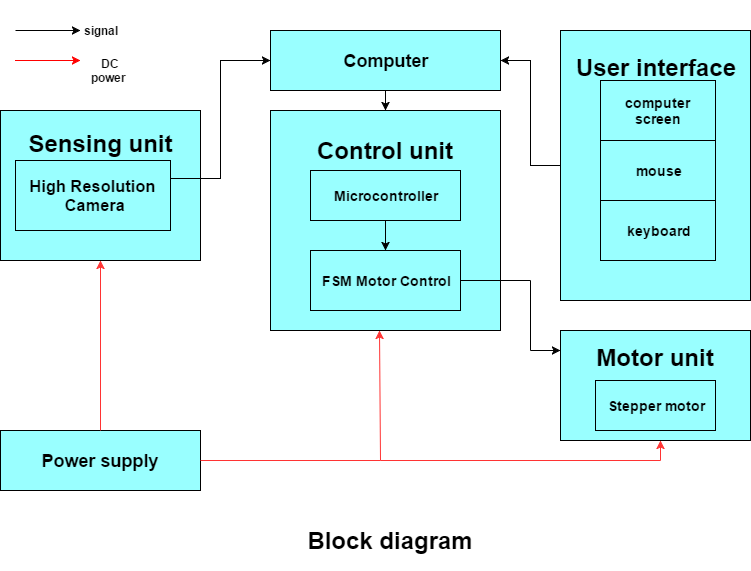 signal
DC
power
Computer
User interface
computer
screen
mouse
keyboard
Sensing unit
High Resolution
Camera
Control unit
Microcontroller
FSM Motor Control
Motor unit
Stepper motor
Power supply
Block diagram